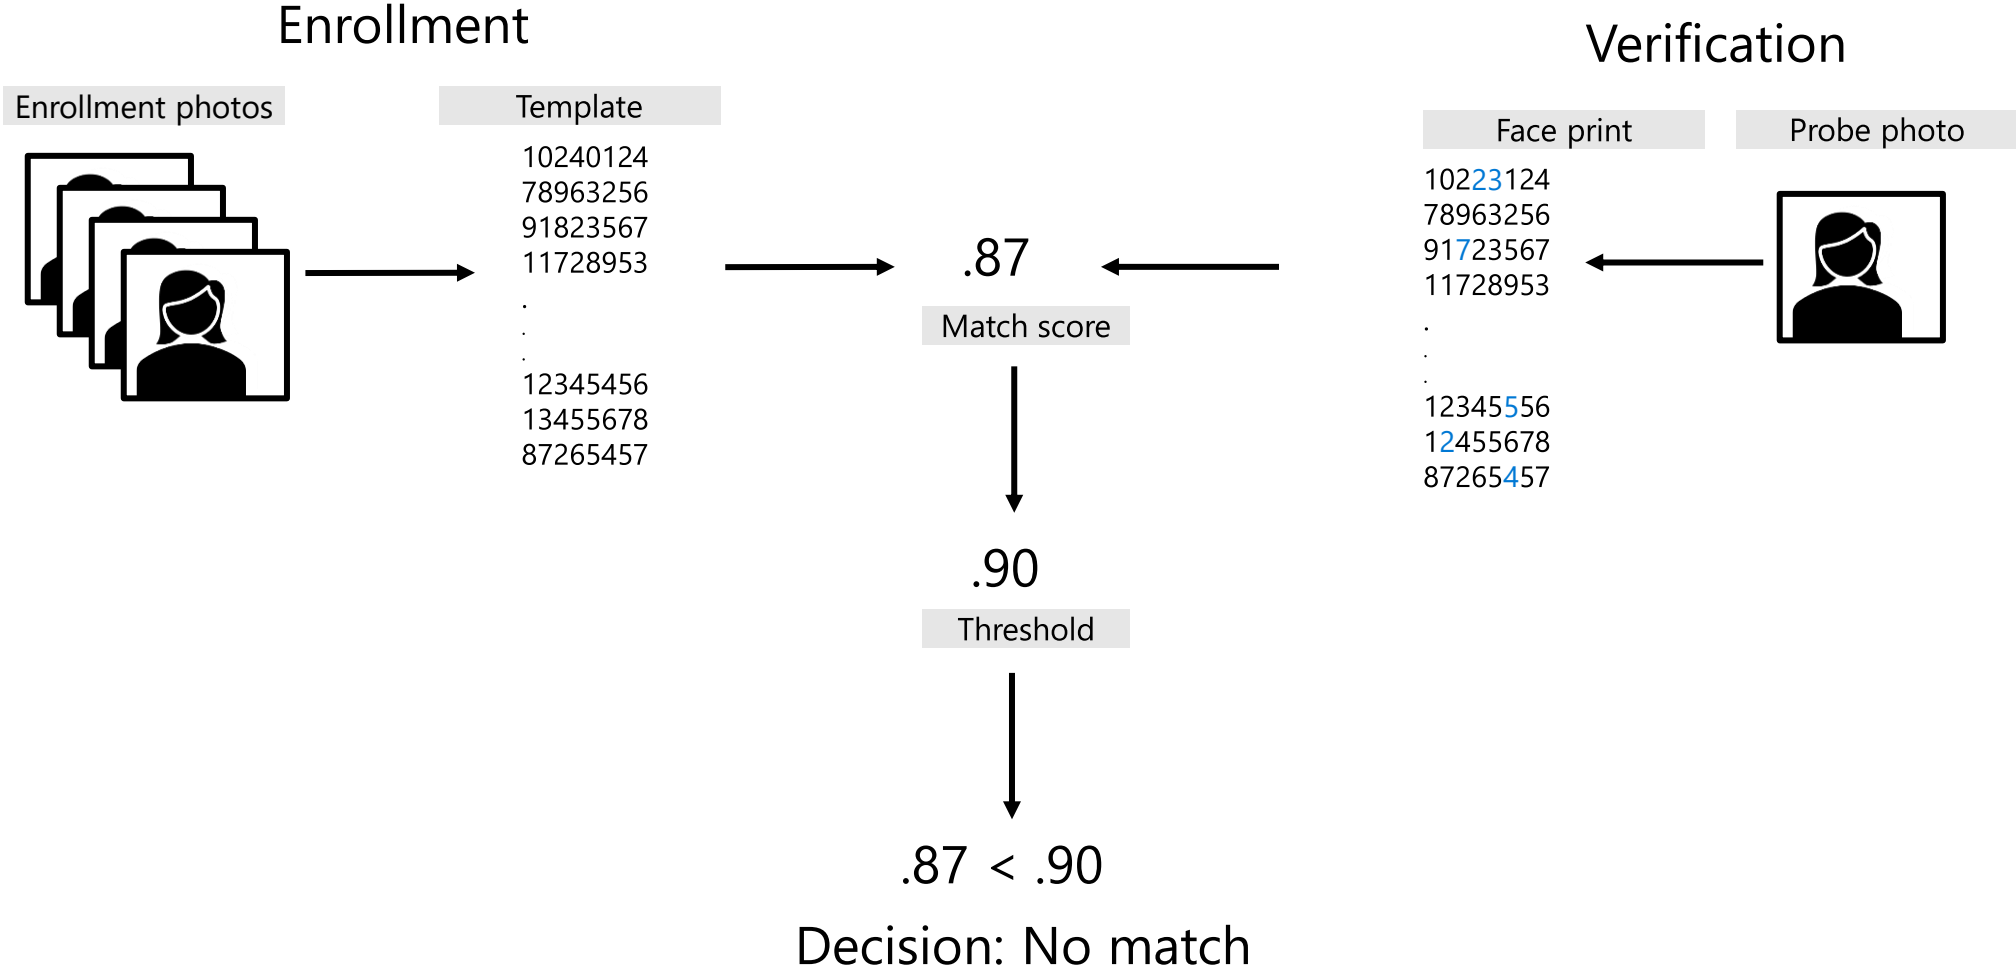 Enrollment
Enrollment photos
Template
10240124
78963256
91823567
11728953
.
.
.
12345456
13455678
87265457
.87
Match score
.90
Threshold
.87 < .90
Decision: No match
Verification
Face print
Probe photo
10223124
78963256
91723567
11728953
.
.
.
12345556
12455678
87265457